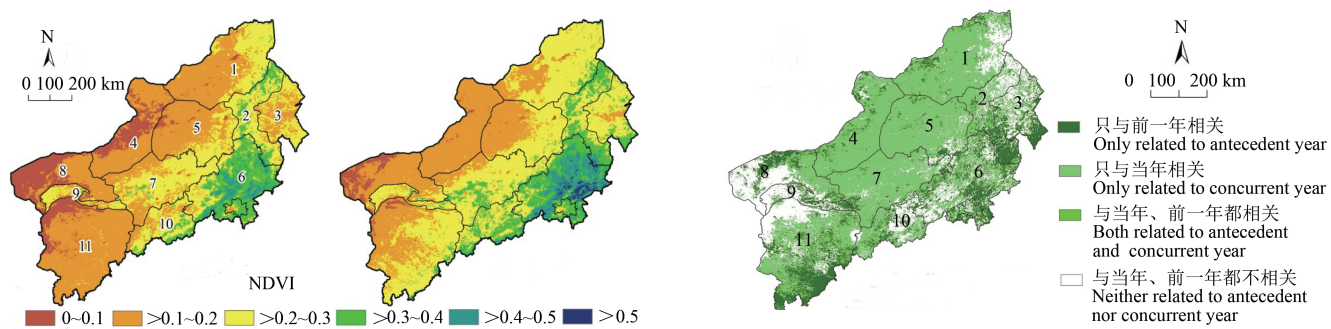 N
0 100 200 km
1
2
3
4
5
6
7
8
9
10
11
NDVI
0~0.1
>0.1~0.2
>0.2~0.3
>0.3~0.4
>0.4~0.5
>0.5
1
2
3
4
5
6
7
8
9
10
11
5
N
0 100 200 km
只与前一年相关
Only related to antecedent year
只与当年相关
Only related to concurrent year
与当年、前一年都相关
Both related to antecedent
and concurrent year
与当年、前一年都不相关
Neither related to antecedent
nor concurrent year